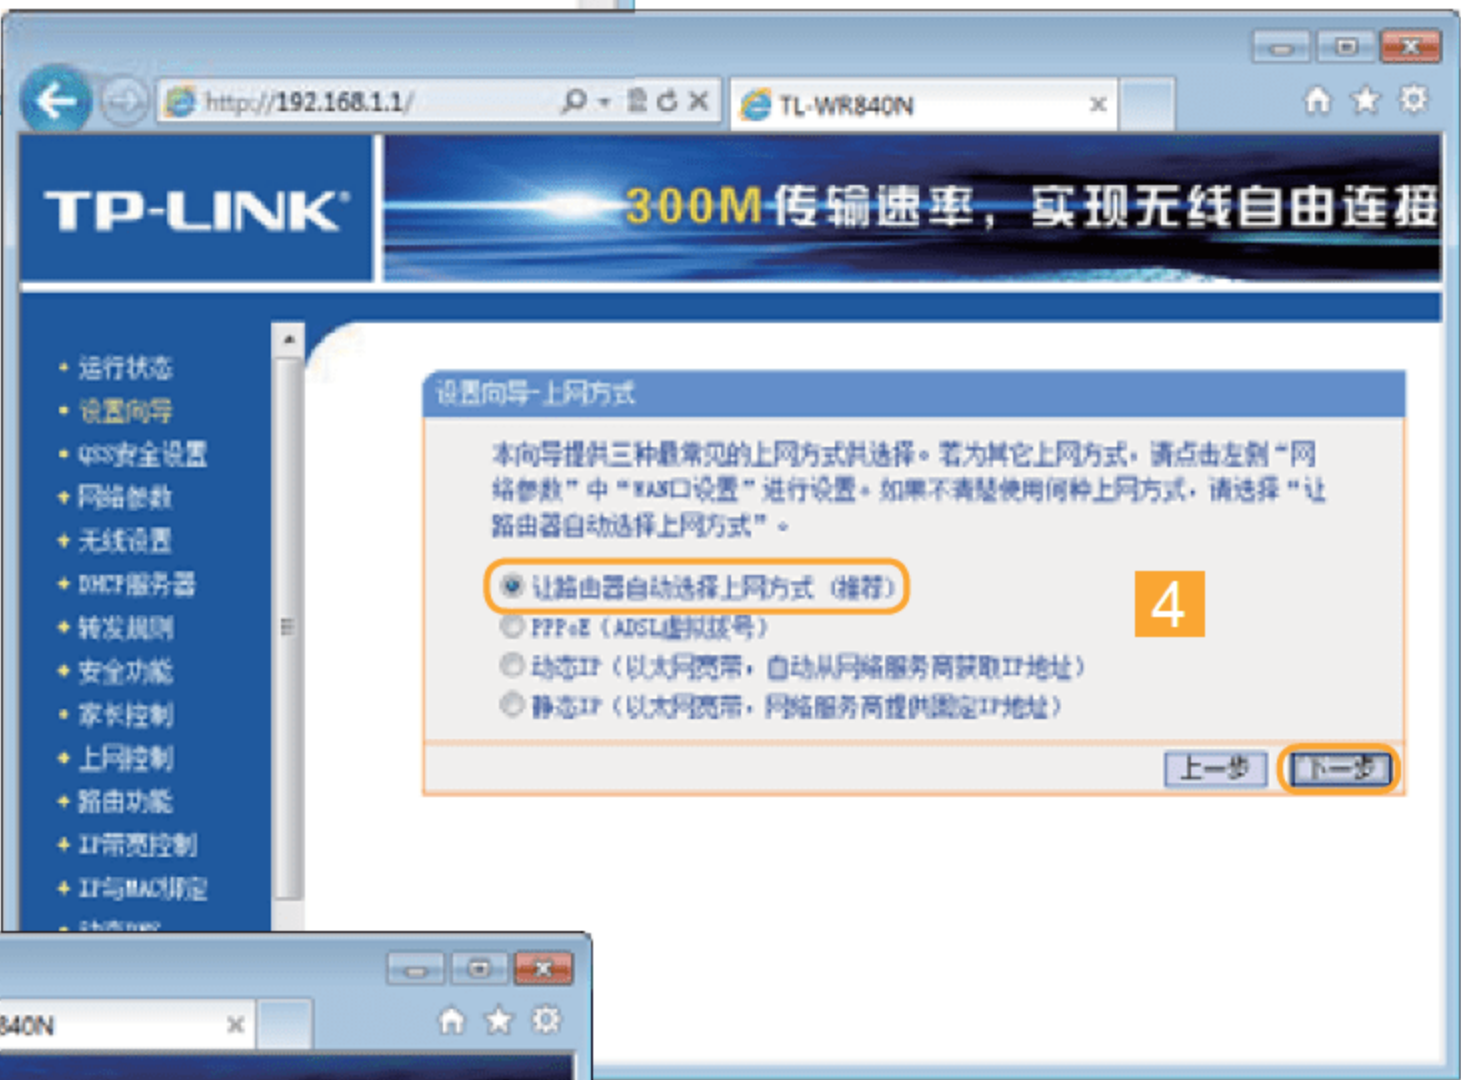 http://192.168.1.1/
TL-WR840N
TP-LINK
300M 传输速率，实现无线自由连接
运行状态
设置向导
QSS安全设置
网络参数
无线设置
DHCP服务器
转发规则
安全功能
家长控制
上网控制
路由功能
IP带宽控制
IP与MAC绑定
设置向导-上网方式
本向导提供三种最常见的上网方式供选择。若为其它上网方式，请点击左侧“网
络参数”中“WAN口设置”进行设置。如果不清楚使用何种上网方式，请选择“让
路由器自动选择上网方式”。
让路由器自动选择上网方式（推荐）
4
PPPoE（ADSL虚拟拨号）
动态IP（以太网宽带，自动从网络服务商获取IP地址）
静态IP（以太网宽带，网络服务商提供固定IP地址）
上一步
下一步
840N